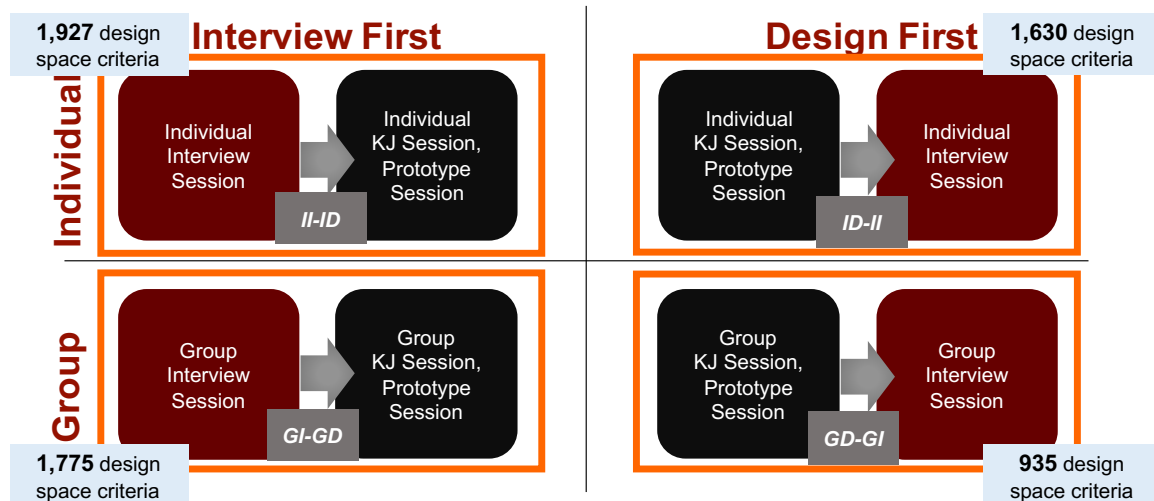 1,927 design
space criteria
Interview First
Design First
1,630 design
space criteria
Individual
Individual
Interview
Session
Individual
KJ Session,
Prototype
Session
II-ID
Individual
KJ Session,
Prototype
Session
Individual
Interview
Session
ID-II
Group
Group
Interview
Session
Group
KJ Session,
Prototype
Session
GI-GD
Group
KJ Session,
Prototype
Session
Group
Interview
Session
GD-GI
1,775 design
space criteria
935 design
space criteria